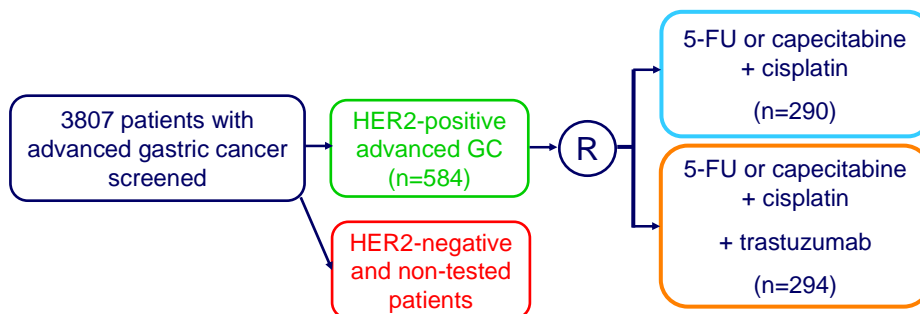 3807 patients with
advanced gastric cancer
screened
HER2-positive
advanced GC
(n=584)
HER2-negative
and non-tested
patients
R
5-FU or capecitabine
+ cisplatin
(n=290)
5-FU or capecitabine
+ cisplatin
+ trastuzumab
(n=294)